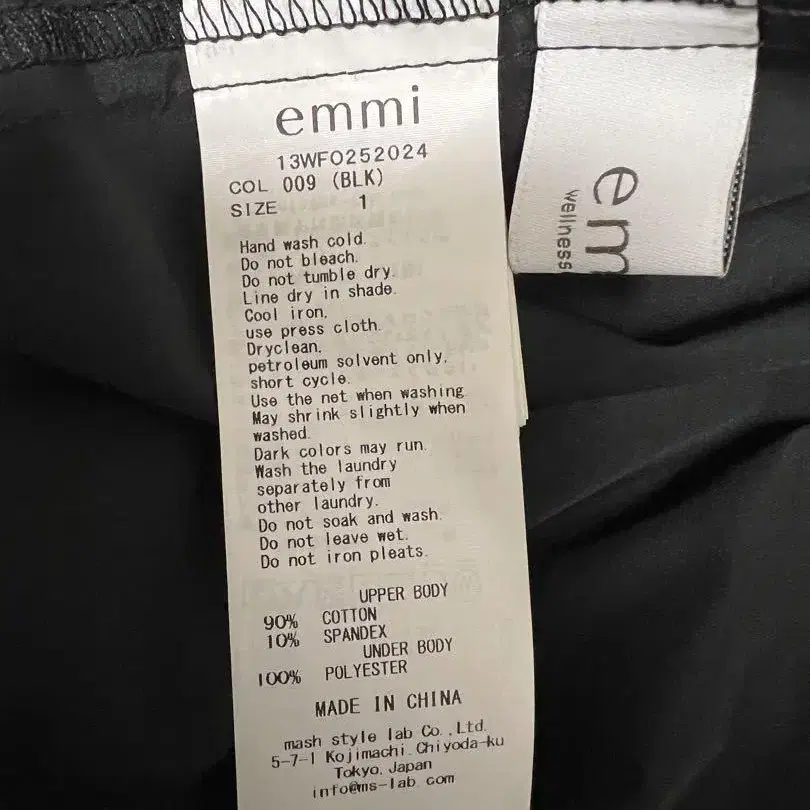 emmi
13WFO252024
COL 009 (BLK)
SIZE 1
Hand wash cold.
Do not bleach.
Do not tumble dry.
Line dry in shade.
Cool iron,
use press cloth.
Dryclean,
petroleum solvent only,
short cycle.
Use the net when washing
May shrink slightly when
washed.
Dark colors may run.
Wash the laundry
separately from
other laundry.
Do not soak and wash.
Do not leave wet.
Do not iron pleats.
UPPER BODY
90% COTTON
10% SPANDEX
UNDER BODY
100% POLYESTER
MADE IN CHINA
mash style lab Co.,Ltd.
5-7-1 Kojimachi Chiyoda-ku
Tokyo, Japan
info@ms-lab.com
em
wellness